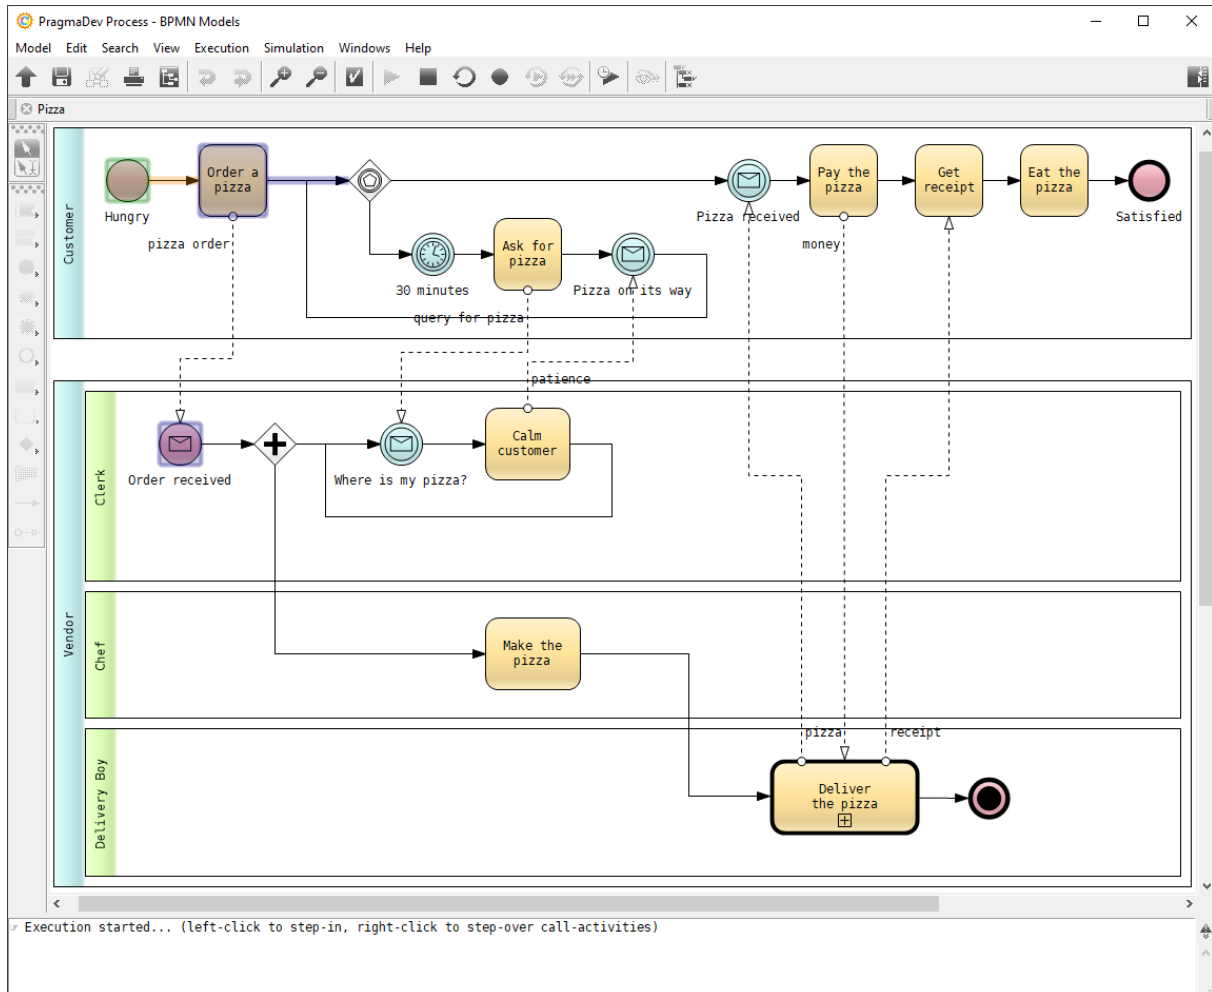 PragmaDev Process - BPMN Models
Model Edit Search View Execution Simulation Windows Help
Pizza
Customer
Hungry
Order a
pizza
pizza order
30 minutes
Ask for
pizza
query for pizza
Pizza on its way
Pizza received
Pay the
pizza
money
Get
receipt
Eat the
pizza
Satisfied
patience
Vendor
Clerk
Order received
Where is my pizza?
Calm
customer
Chef
Make the
pizza
Delivery Boy
pizza
receipt
Deliver
the pizza
Execution started... (left-click to step-in, right-click to step-over call-activities)